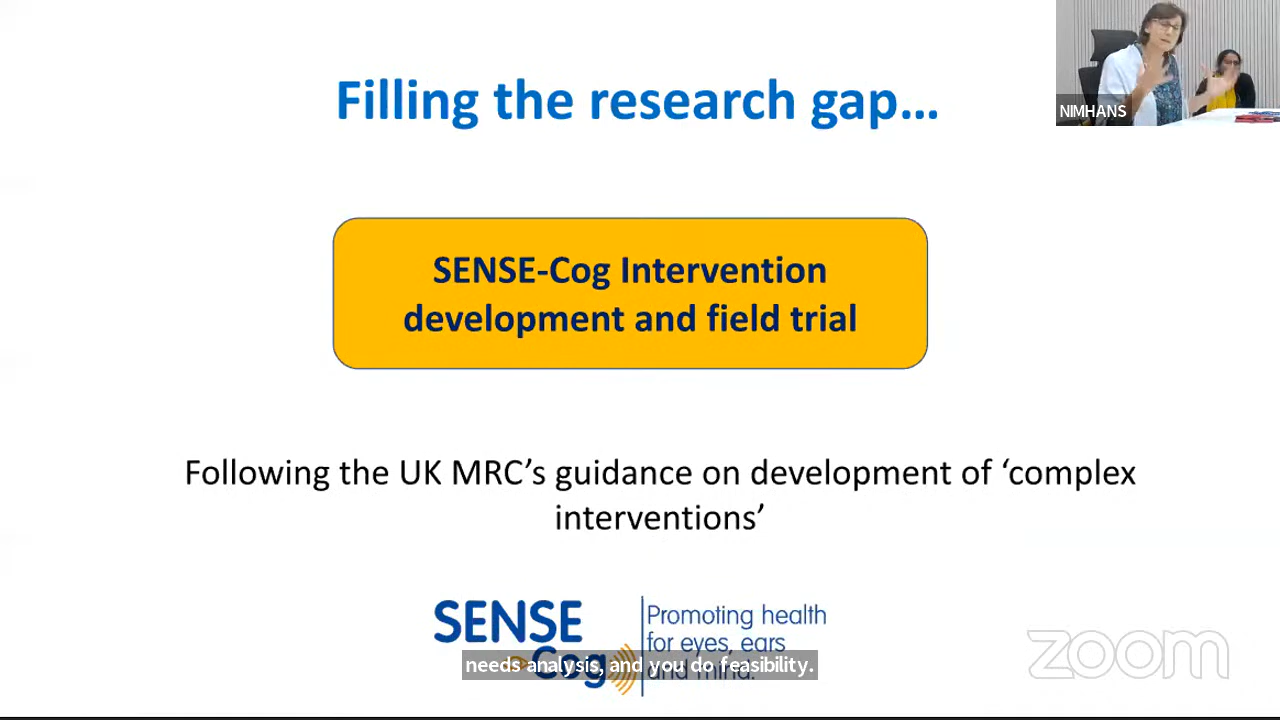 Filling the research gap...
NIMHANS
SENSE-Cog Intervention
development and field trial
Following the UK MRC’s guidance on development of ‘complex
interventions’
SENSE
Cog
Promoting health
for eyes, ears
and mind.
needs analysis, and you do feasibility.
zoom